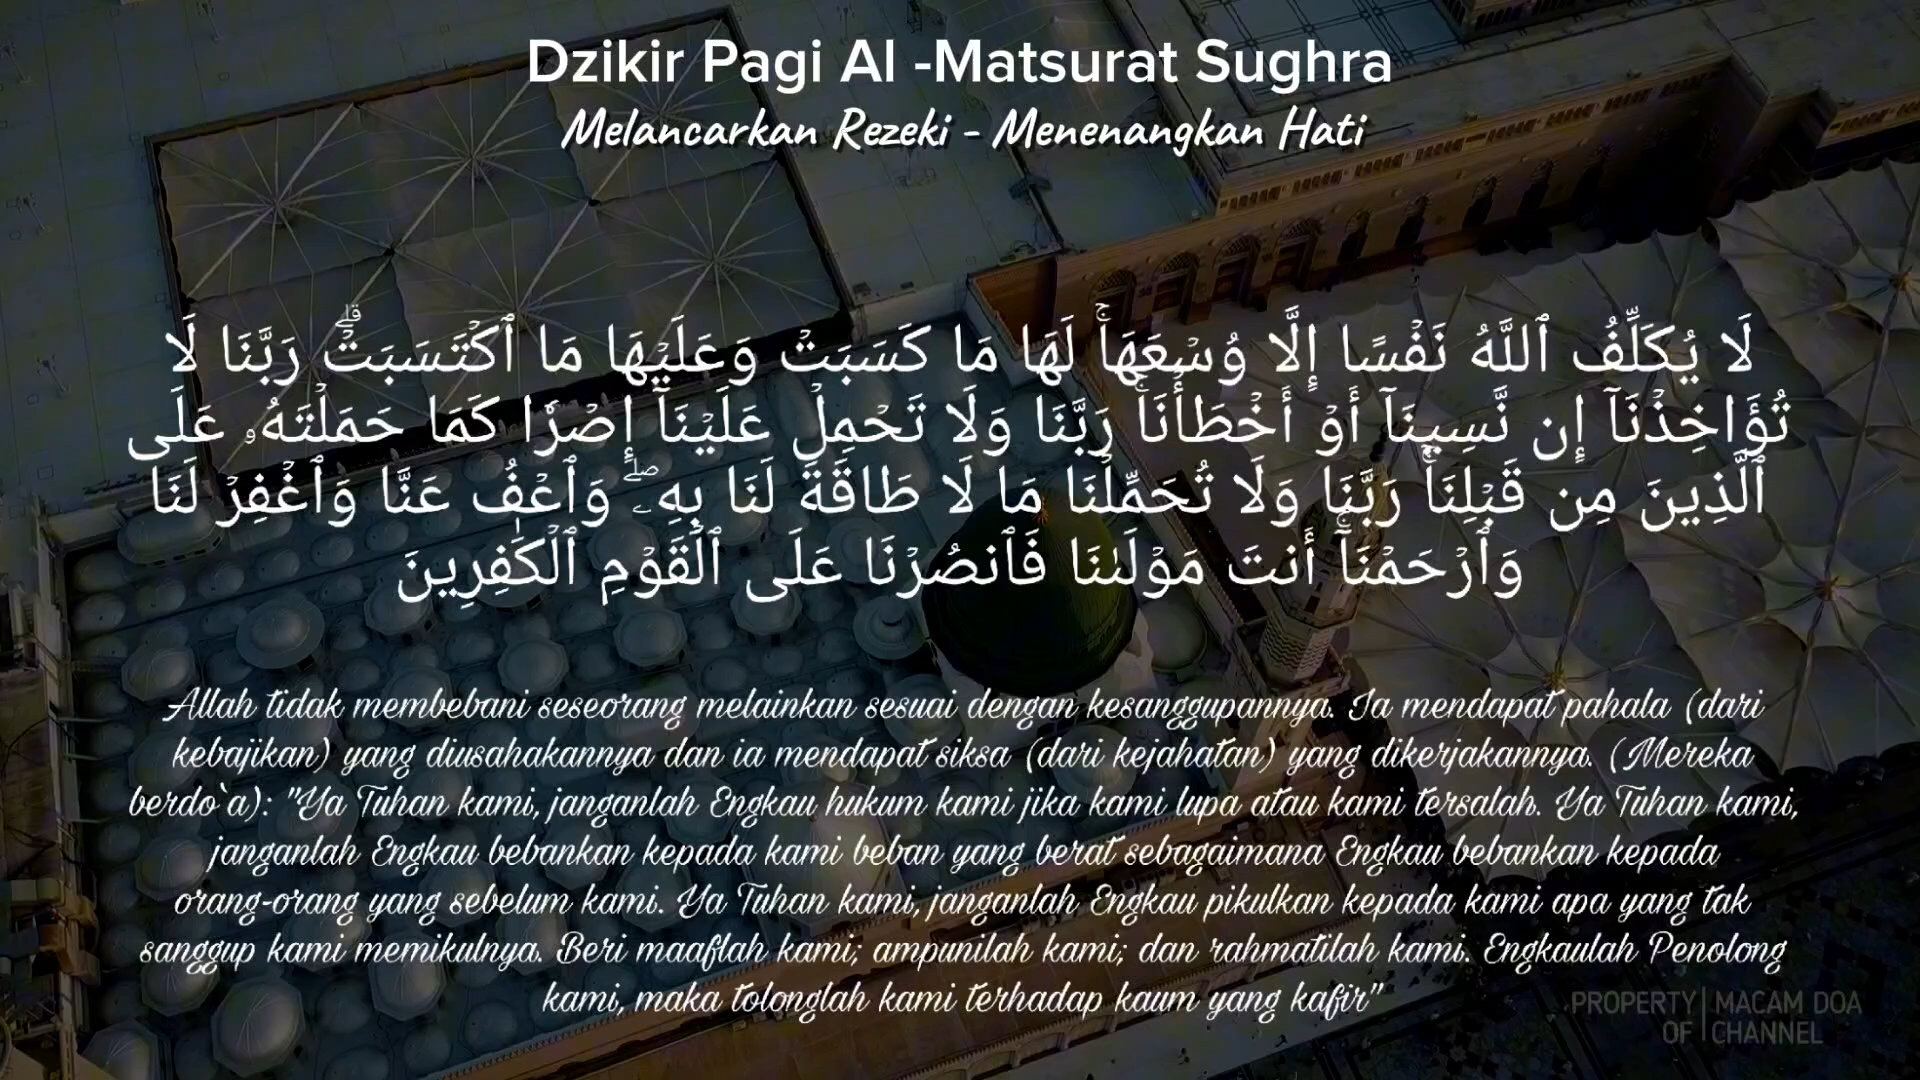 Dzikir Pagi Al -Matsurat Sughra
Melancarkan Rezeki - Menenangkan Hati
لَا يُكَلِّفُ ٱللَّهُ نَفْسًا إِلَّا وُسْعَهَا ۚ لَهَا مَا كَسَبَتْ وَعَلَيْهَا مَا ٱكْتَسَبَتْ ۗ رَبَّنَا لَا
تُؤَاخِذْنَآ إِن نَّسِينَآ أَوْ أَخْطَأْنَا ۚ رَبَّنَا وَلَا تَحْمِلْ عَلَيْنَآ إِصْرًا كَمَا حَمَلْتَهُۥ عَلَى
ٱلَّذِينَ مِن قَبْلِنَا ۚ رَبَّنَا وَلَا تُحَمِّلْنَا مَا لَا طَاقَةَ لَنَا بِهِۦ ۖ وَٱعْفُ عَنَّا وَٱغْفِرْ لَنَا
وَٱرْحَمْنَآ ۚ أَنتَ مَوْلَىٰنَا فَٱنصُرْنَا عَلَى ٱلْقَوْمِ ٱلْكَٰفِرِينَ
Allah tidak membebani seseorang melainkan sesuai dengan kesanggupannya. Ia mendapat pahala (dari
kebajikan) yang diusahakannya dan ia mendapat siksa (dari kejahatan) yang dikerjakannya. (Mereka
berdo`a): "Ya Tuhan kami, janganlah Engkau hukum kami jika kami lupa atau kami tersalah. Ya Tuhan kami,
janganlah Engkau bebankan kepada kami beban yang berat sebagaimana Engkau bebankan kepada
orang-orang yang sebelum kami. Ya Tuhan kami, janganlah Engkau pikulkan kepada kami apa yang tak
sanggup kami memikulnya. Beri maaflah kami; ampunilah kami; dan rahmatilah kami. Engkaulah Penolong
kami, maka tolonglah kami terhadap kaum yang kafir"
PROPERTY OF
MACAM DOA CHANNEL